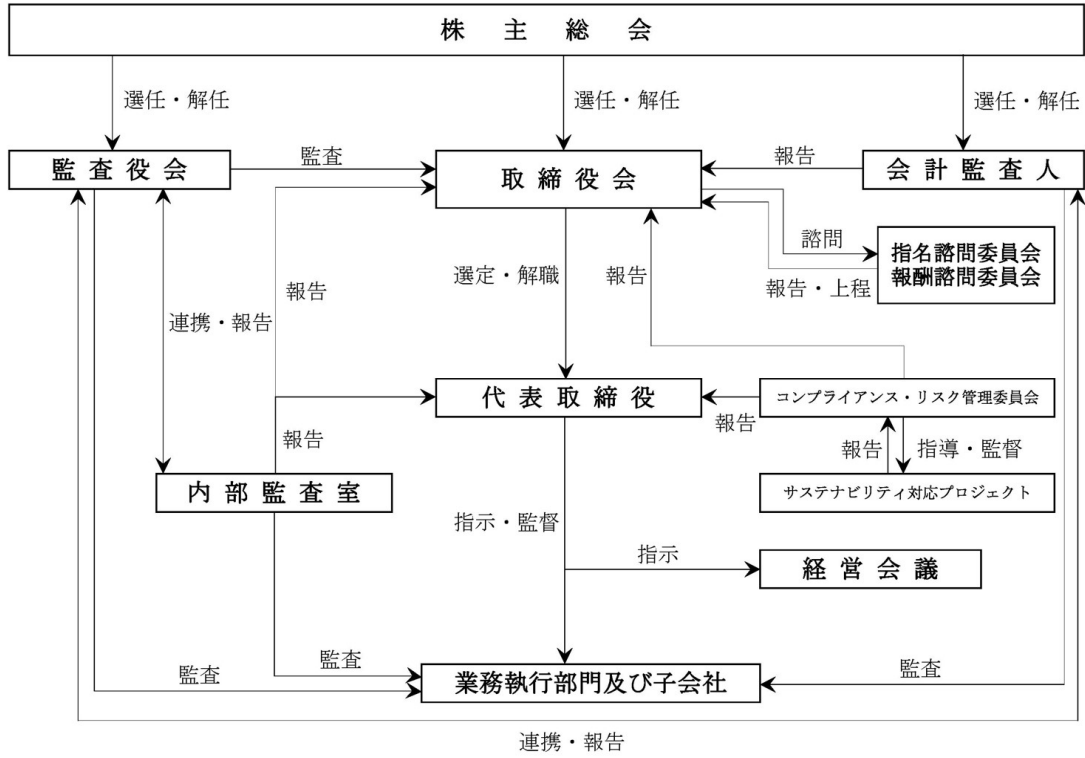 株主総会
選任・解任
選任・解任
選任・解任
監査役会
監査
取締役会
報告
会計監査人
諮問
指名諮問委員会
報酬諮問委員会
報告・上程
報告
選定・解職
報告
連携・報告
代表取締役
コンプライアンス・リスク管理委員会
報告
報告
報告
指導・監督
内部監査室
サステナビリティ対応プロジェクト
指示・監督
指示
経営会議
監査
監査
業務執行部門及び子会社
監査
連携・報告